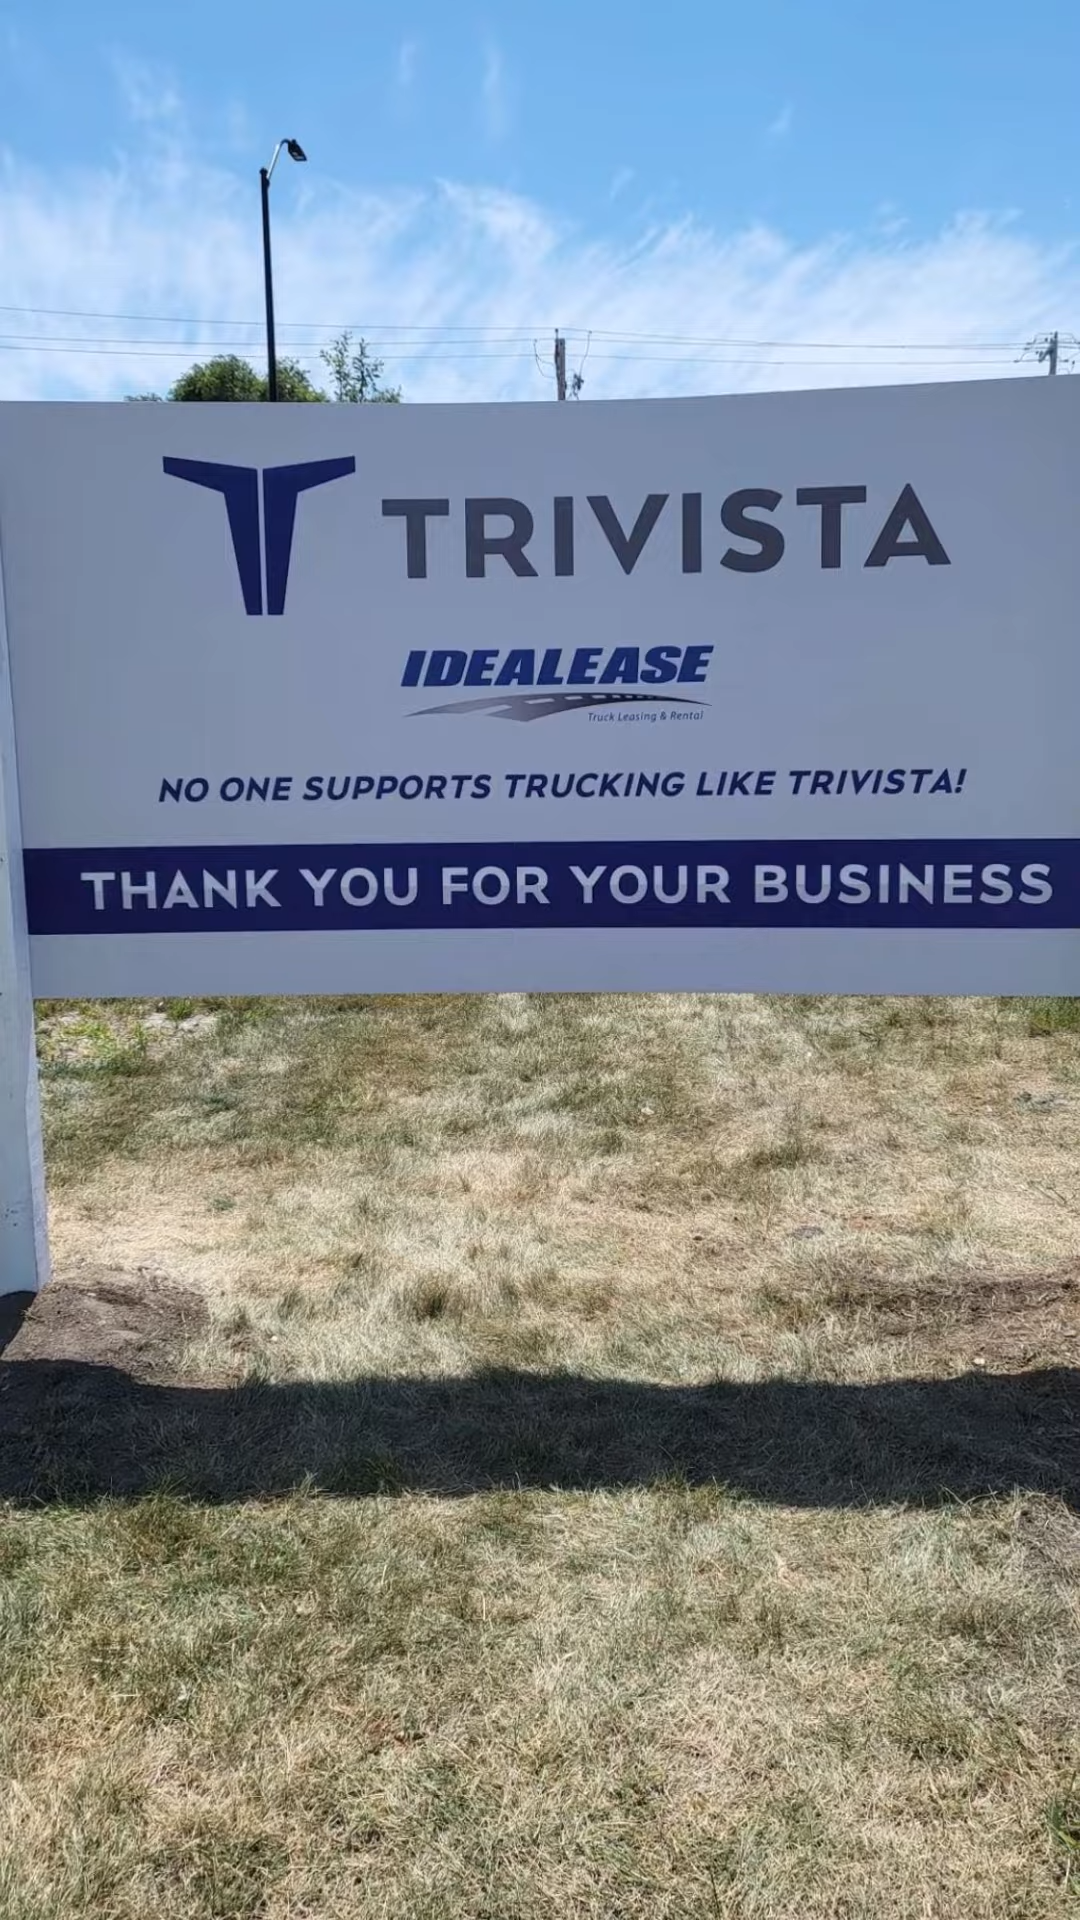 TRIVISTA
IDEALEASE
Truck Leasing & Rental
NO ONE SUPPORTS TRUCKING LIKE TRIVISTA!
THANK YOU FOR YOUR BUSINESS